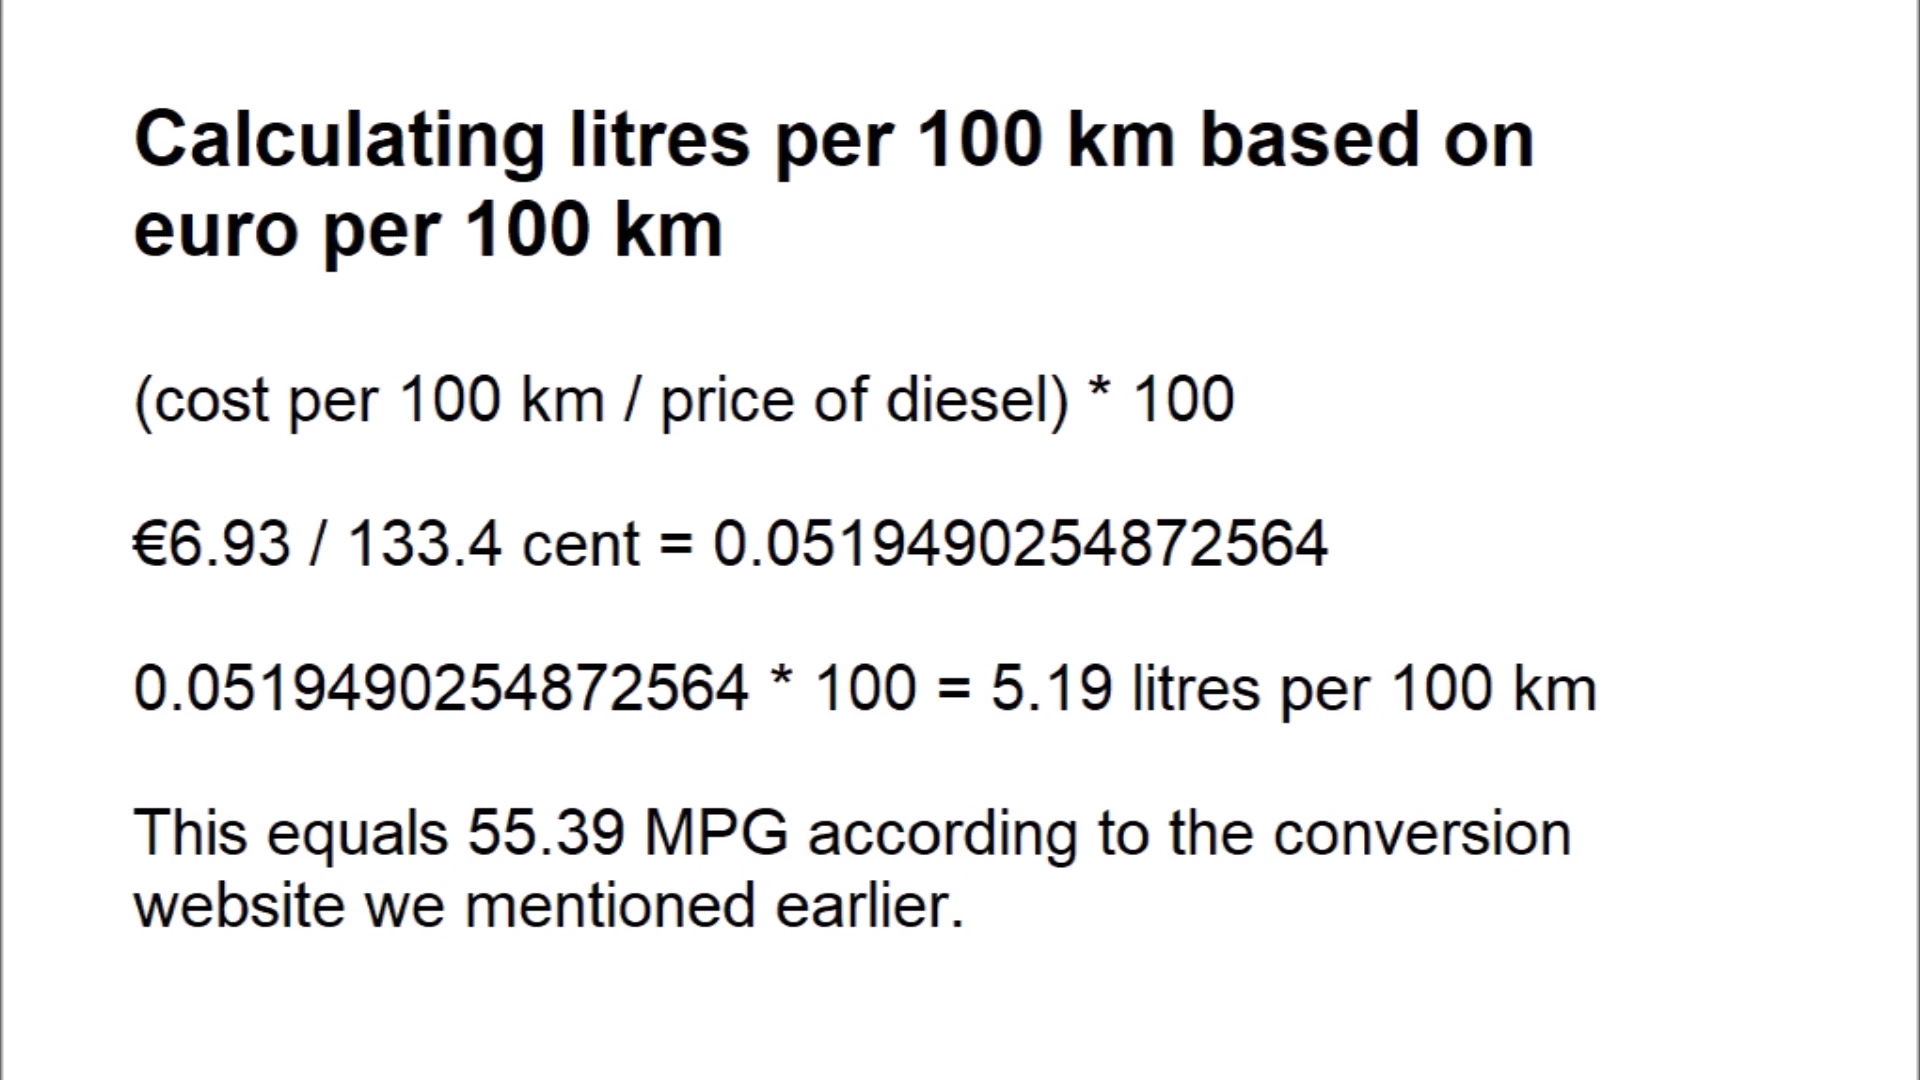 Calculating litres per 100 km based on
euro per 100 km
(cost per 100 km / price of diesel) * 100
€6.93 / 133.4 cent = 0.0519490254872564
0.0519490254872564 * 100 = 5.19 litres per 100 km
This equals 55.39 MPG according to the conversion
website we mentioned earlier.